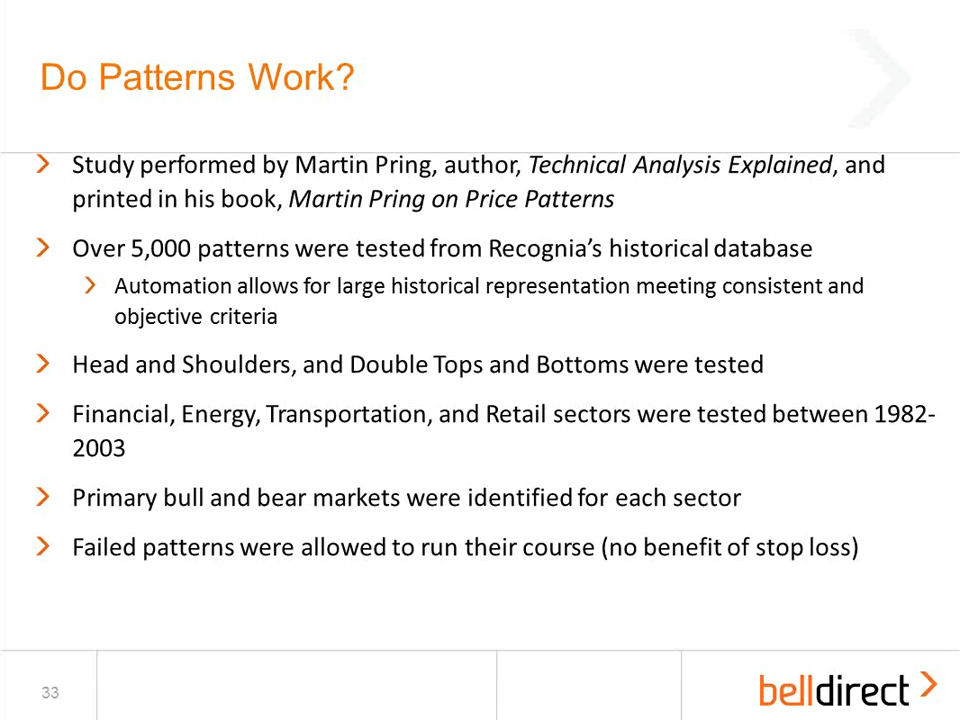 Do Patterns Work?
Study performed by Martin Pring, author, Technical Analysis Explained, and
printed in his book, Martin Pring on Price Patterns
Over 5,000 patterns were tested from Recognia’s historical database
Automation allows for large historical representation meeting consistent and
objective criteria
Head and Shoulders, and Double Tops and Bottoms were tested
Financial, Energy, Transportation, and Retail sectors were tested between 1982-
2003
Primary bull and bear markets were identified for each sector
Failed patterns were allowed to run their course (no benefit of stop loss)
33
belldirect